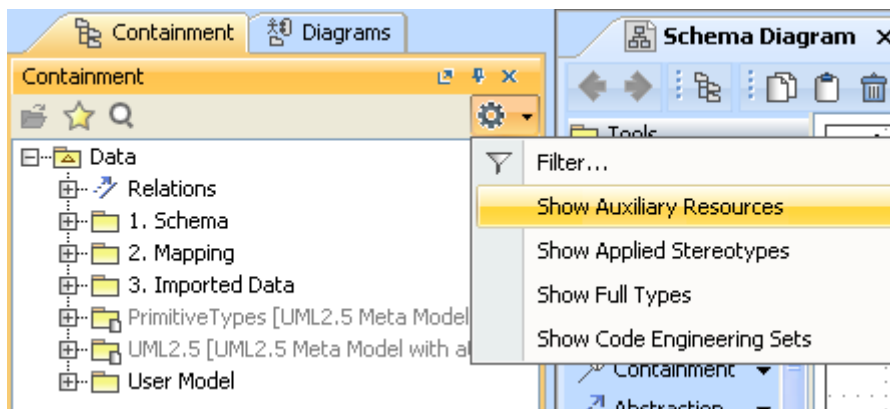 Containment
Diagrams
Schema Diagram
Containment
Tools
Data
Relations
1. Schema
2. Mapping
3. Imported Data
PrimitiveTypes [UML2.5 Meta Model
UML2.5 [UML2.5 Meta Model with
User Model
Filter...
Show Auxiliary Resources
Show Applied Stereotypes
Show Full Types
Show Code Engineering Sets
Containment
Abstraction